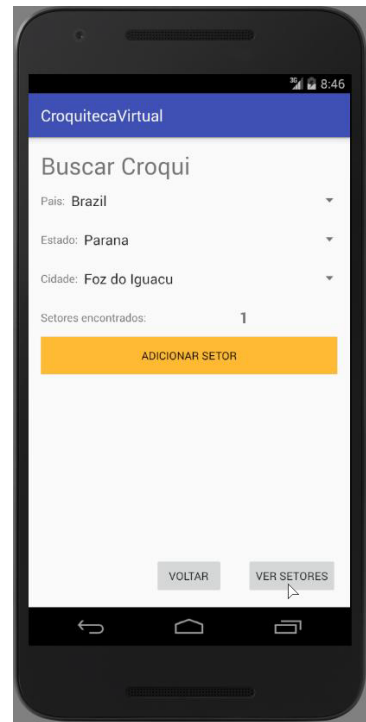 3G 8:46
CroquitecaVirtual
Buscar Croqui
Pais: Brazil
Estado: Parana
Cidade: Foz do Iguacu
Setores encontrados: 1
ADICIONAR SETOR
VOLTAR VER SETORES